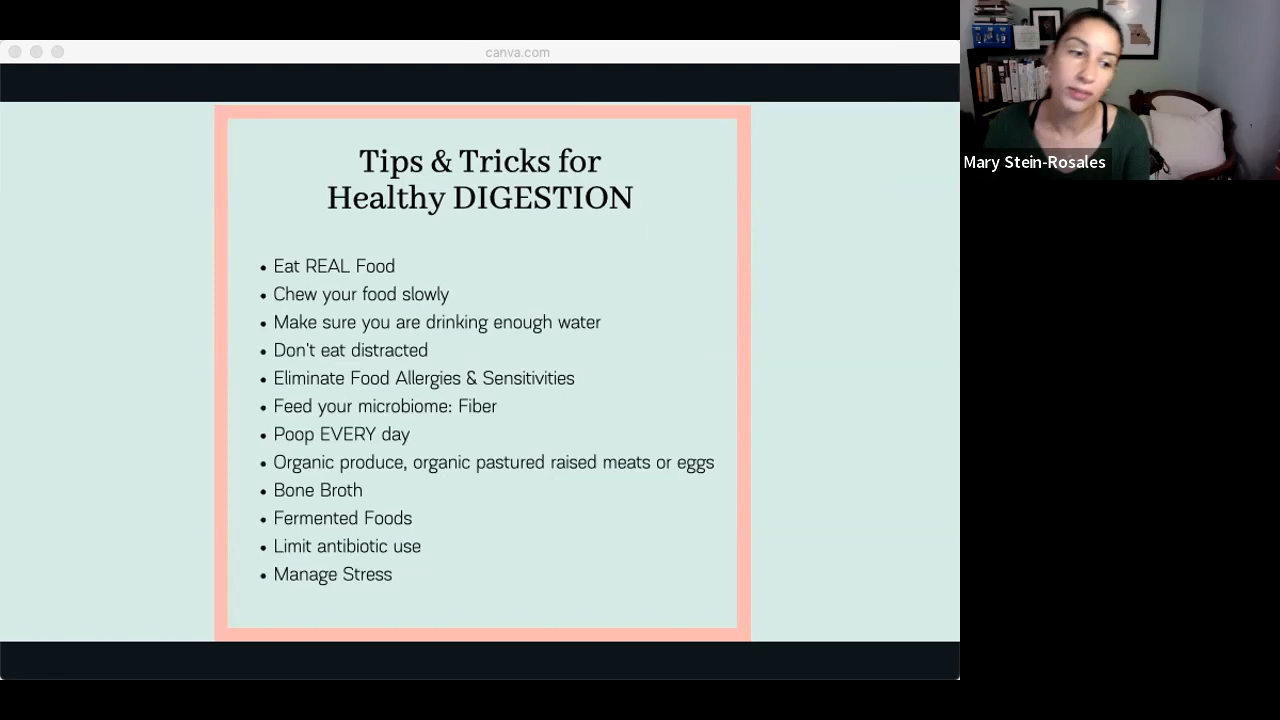 canva.com
Tips & Tricks for
Healthy DIGESTION
• Eat REAL Food
• Chew your food slowly
• Make sure you are drinking enough water
• Don't eat distracted
• Eliminate Food Allergies & Sensitivities
• Feed your microbiome: Fiber
• Poop EVERY day
• Organic produce, organic pastured raised meats or eggs
• Bone Broth
• Fermented Foods
• Limit antibiotic use
• Manage Stress
Mary Stein-Rosales